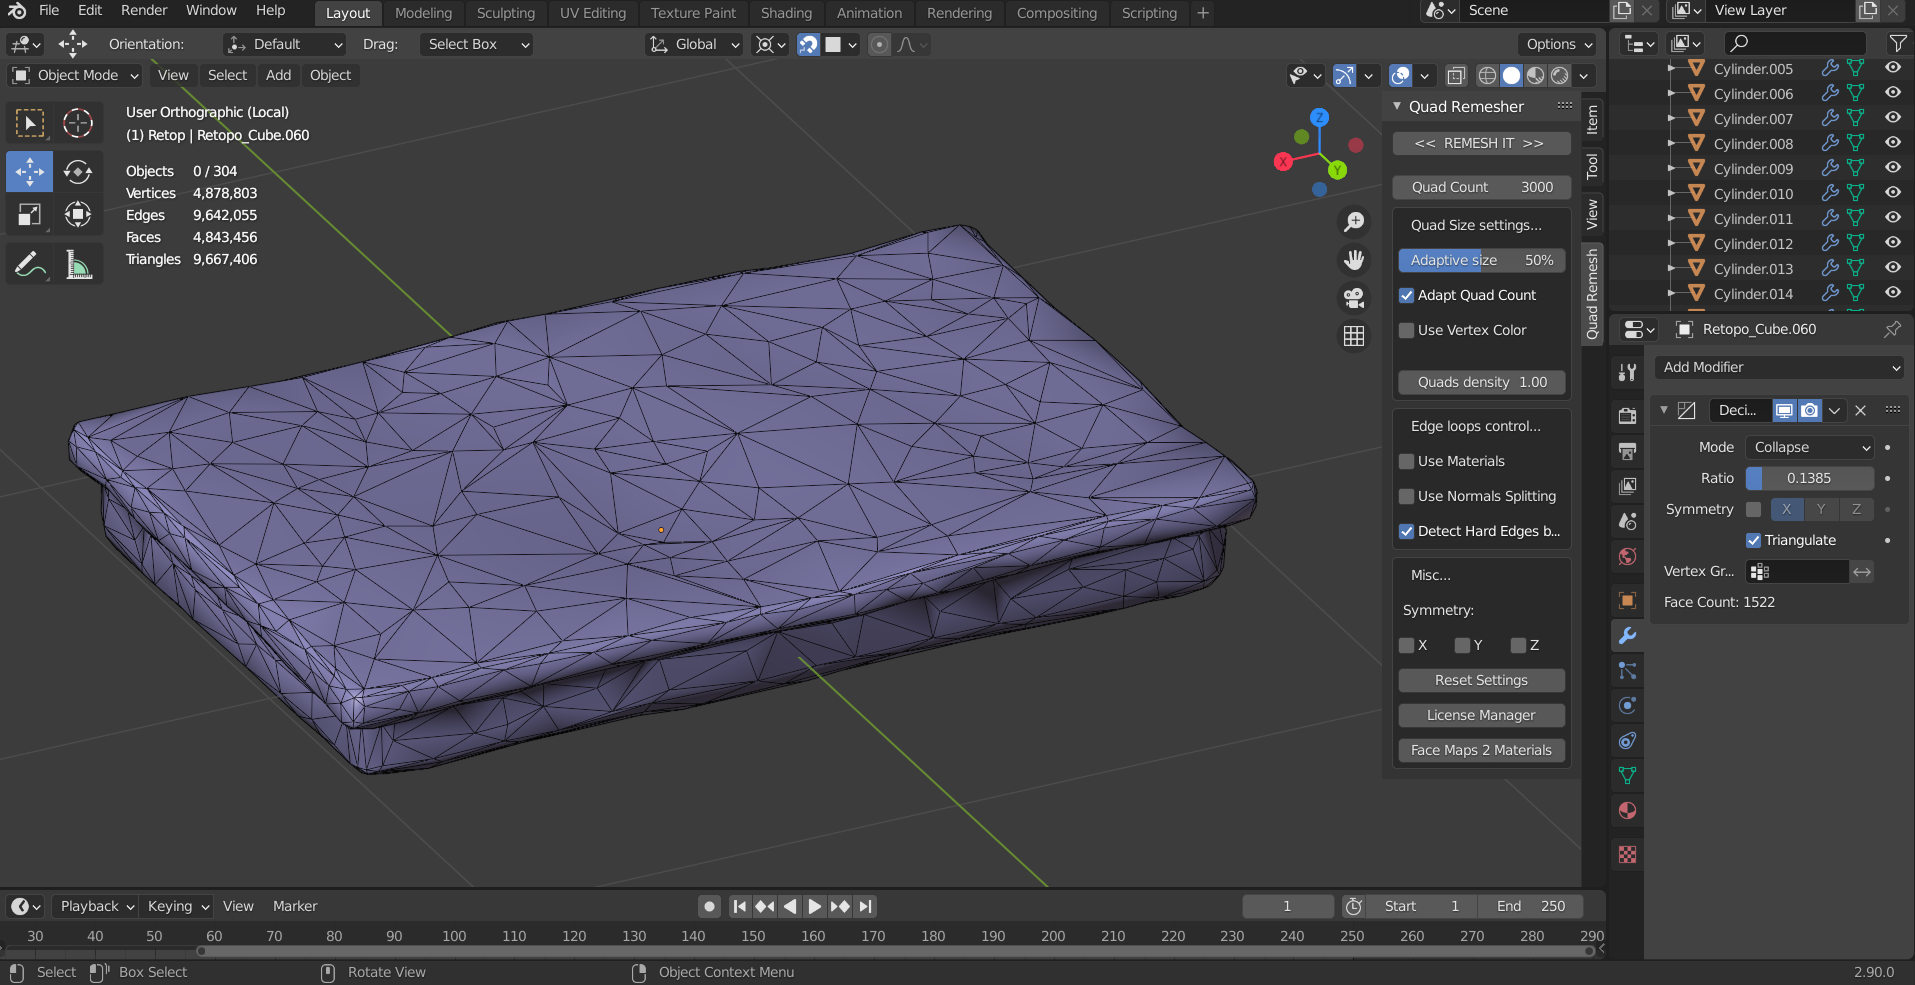 File Edit Render Window Help Layout Modeling Sculpting UV Editing Texture Paint Shading Animation Rendering Compositing Scripting + Scene View Layer
Orientation: Default Drag: Select Box Global Options
Object Mode View Select Add Object
User Orthographic (Local)
(1) Retop | Retopo_Cube.060
Objects 0 / 304
Vertices 4,878,803
Edges 9,642,055
Faces 4,843,456
Triangles 9,667,406
Z
X
Y
Quad Remesher
<< REMESH IT >>
Quad Count 3000
Quad Size settings...
Adaptive size 50%
Adapt Quad Count
Use Vertex Color
Quads density 1.00
Edge loops control...
Use Materials
Use Normals Splitting
Detect Hard Edges b...
Misc...
Symmetry:
X Y Z
Reset Settings
License Manager
Face Maps 2 Materials
Item
Tool
View
Quad Remesh
Cylinder.005
Cylinder.006
Cylinder.007
Cylinder.008
Cylinder.009
Cylinder.010
Cylinder.011
Cylinder.012
Cylinder.013
Cylinder.014
Retopo_Cube.060
Add Modifier
Deci...
Mode Collapse
Ratio 0.1385
Symmetry X Y Z
Triangulate
Vertex Gr...
Face Count: 1522
Playback Keying View Marker 1 Start 1 End 250
30 40 50 60 70 80 90 100 110 120 130 140 150 160 170 180 190 200 210 220 230 240 250 260 270 280 290
Select Box Select Rotate View Object Context Menu 2.90.0